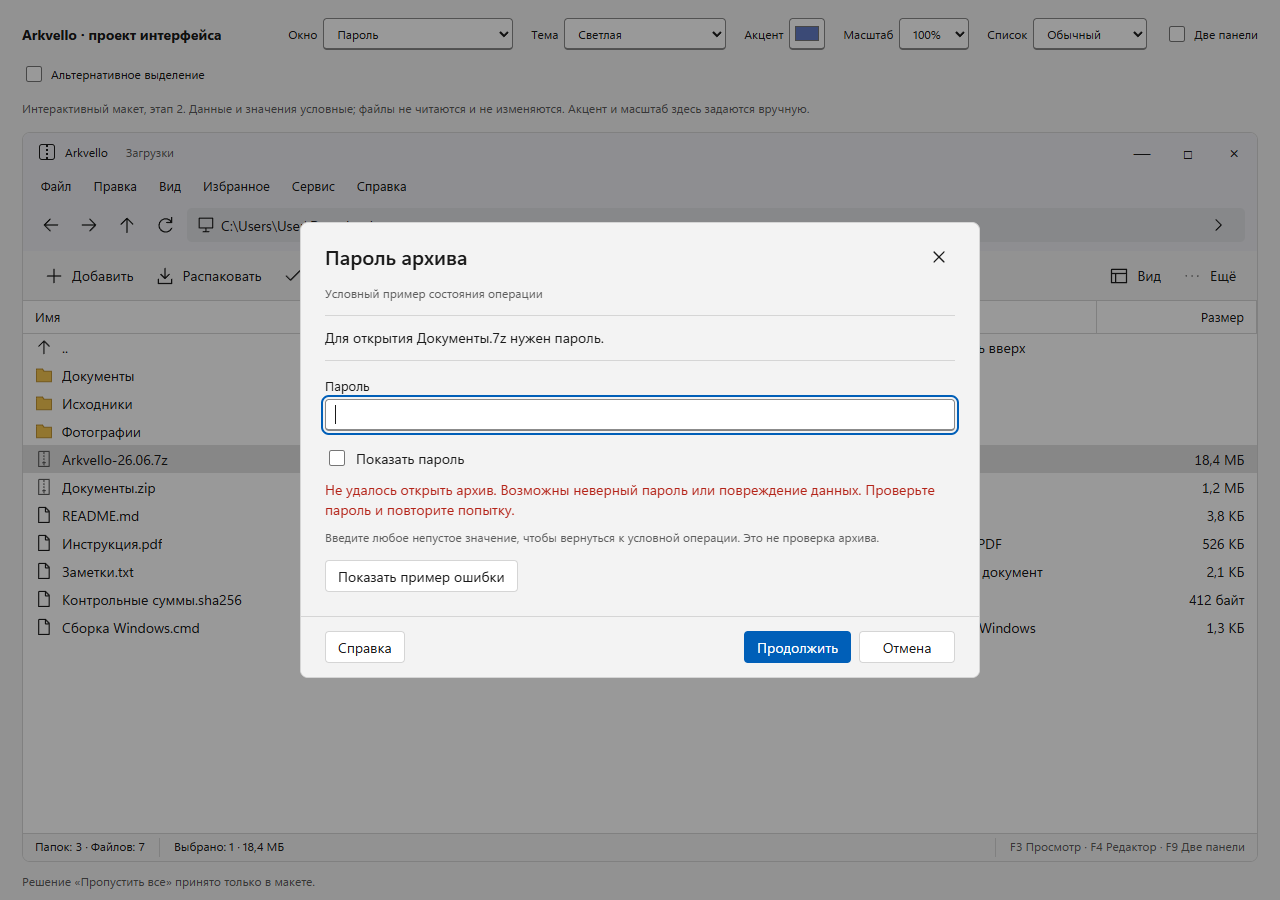 Arkvello · проект интерфейса
Окно Пароль Тема Светлая Акцент Масштаб 100% Список Обычный Две панели
Альтернативное выделение
Интерактивный макет, этап 2. Данные и значения условные; файлы не читаются и не изменяются. Акцент и масштаб здесь задаются вручную.
Arkvello Загрузки
Файл Правка Вид Избранное Сервис Справка
Добавить Распаковать Вид Ещё
Имя Размер
..
вверх
Документы
Исходники
Фотографии
Arkvello-26.06.7z 18,4 МБ
Документы.zip 1,2 МБ
README.md 3,8 КБ
Инструкция.pdf PDF 526 КБ
Заметки.txt документ 2,1 КБ
Контрольные суммы.sha256 412 байт
Сборка Windows.cmd Windows 1,3 КБ
Пароль архива
Условный пример состояния операции
Для открытия Документы.7z нужен пароль.
Пароль
Показать пароль
Не удалось открыть архив. Возможны неверный пароль или повреждение данных. Проверьте
пароль и повторите попытку.
Введите любое непустое значение, чтобы вернуться к условной операции. Это не проверка архива.
Показать пример ошибки
Справка Продолжить Отмена
Папок: 3 · Файлов: 7 Выбрано: 1 · 18,4 МБ F3 Просмотр · F4 Редактор · F9 Две панели
Решение «Пропустить все» принято только в макете.